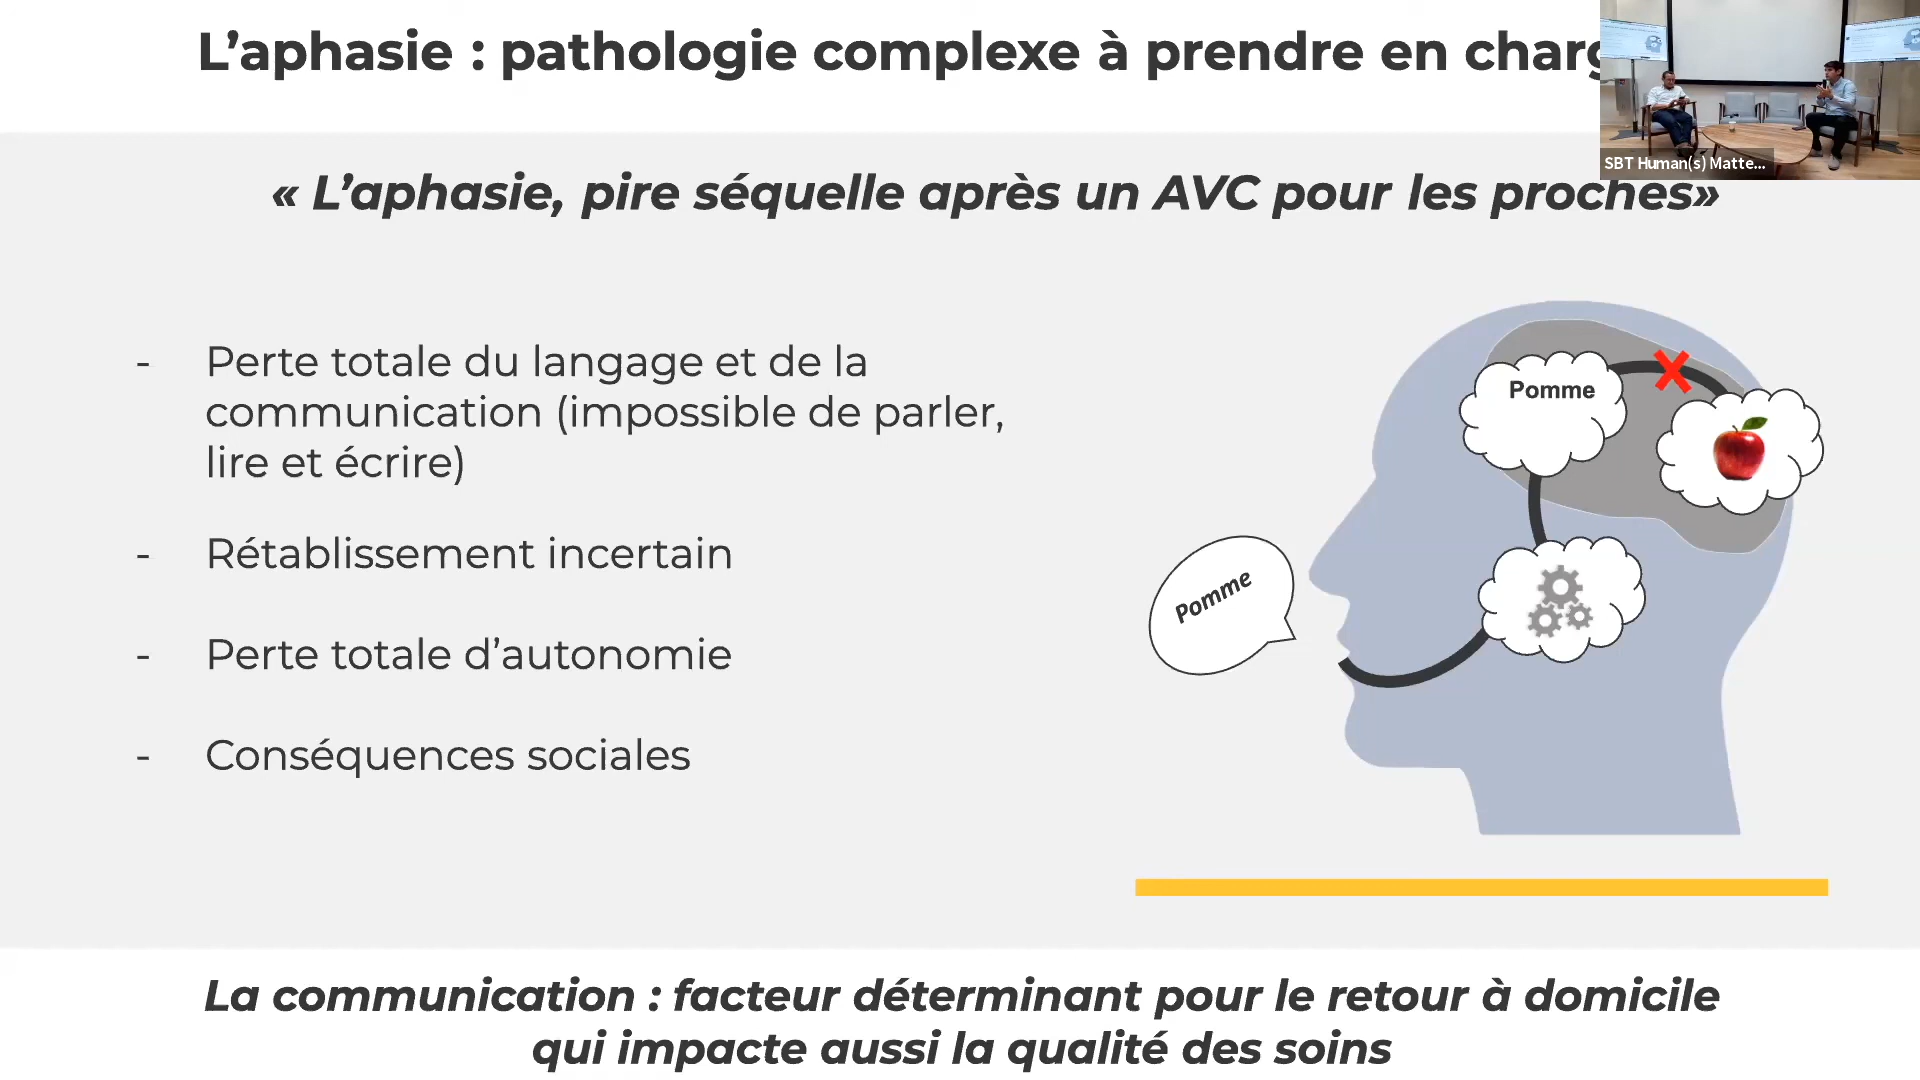 L’aphasie : pathologie complexe à prendre en charg
SBT Human(s) Matte...
« L’aphasie, pire séquelle après un AVC pour les proches»
- Perte totale du langage et de la
communication (impossible de parler,
lire et écrire)
- Rétablissement incertain
- Perte totale d’autonomie
- Conséquences sociales
Pomme
Pomme
La communication : facteur déterminant pour le retour à domicile
qui impacte aussi la qualité des soins